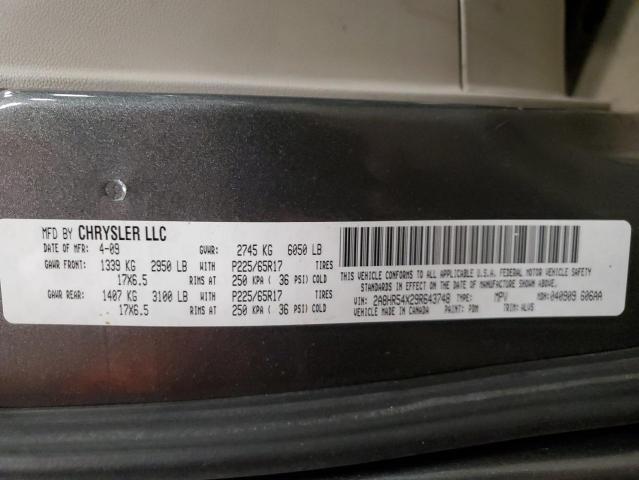 MFD BY CHRYSLER LLC
DATE OF MFR: 4-09 GVWR: 2745 KG 6050 LB
GAWR FRONT: 1339 KG 2950 LB WITH P225/65R17 TIRES
17X6.5 RIMS AT 250 KPA ( 36 PSI) COLD
GAWR REAR: 1407 KG 3100 LB WITH P225/65R17 TIRES
17X6.5 RIMS AT 250 KPA ( 36 PSI) COLD
THIS VEHICLE CONFORMS TO ALL APPLICABLE U.S.A. FEDERAL MOTOR VEHICLE SAFETY
STANDARDS IN EFFECT ON THE DATE OF MANUFACTURE SHOWN ABOVE.
VIN: 2A8HR54X29R643748 TYPE: MPV MDH: 040909 606AA
VEHICLE MADE IN CANADA PAINT: PDM TRIM: ALVS